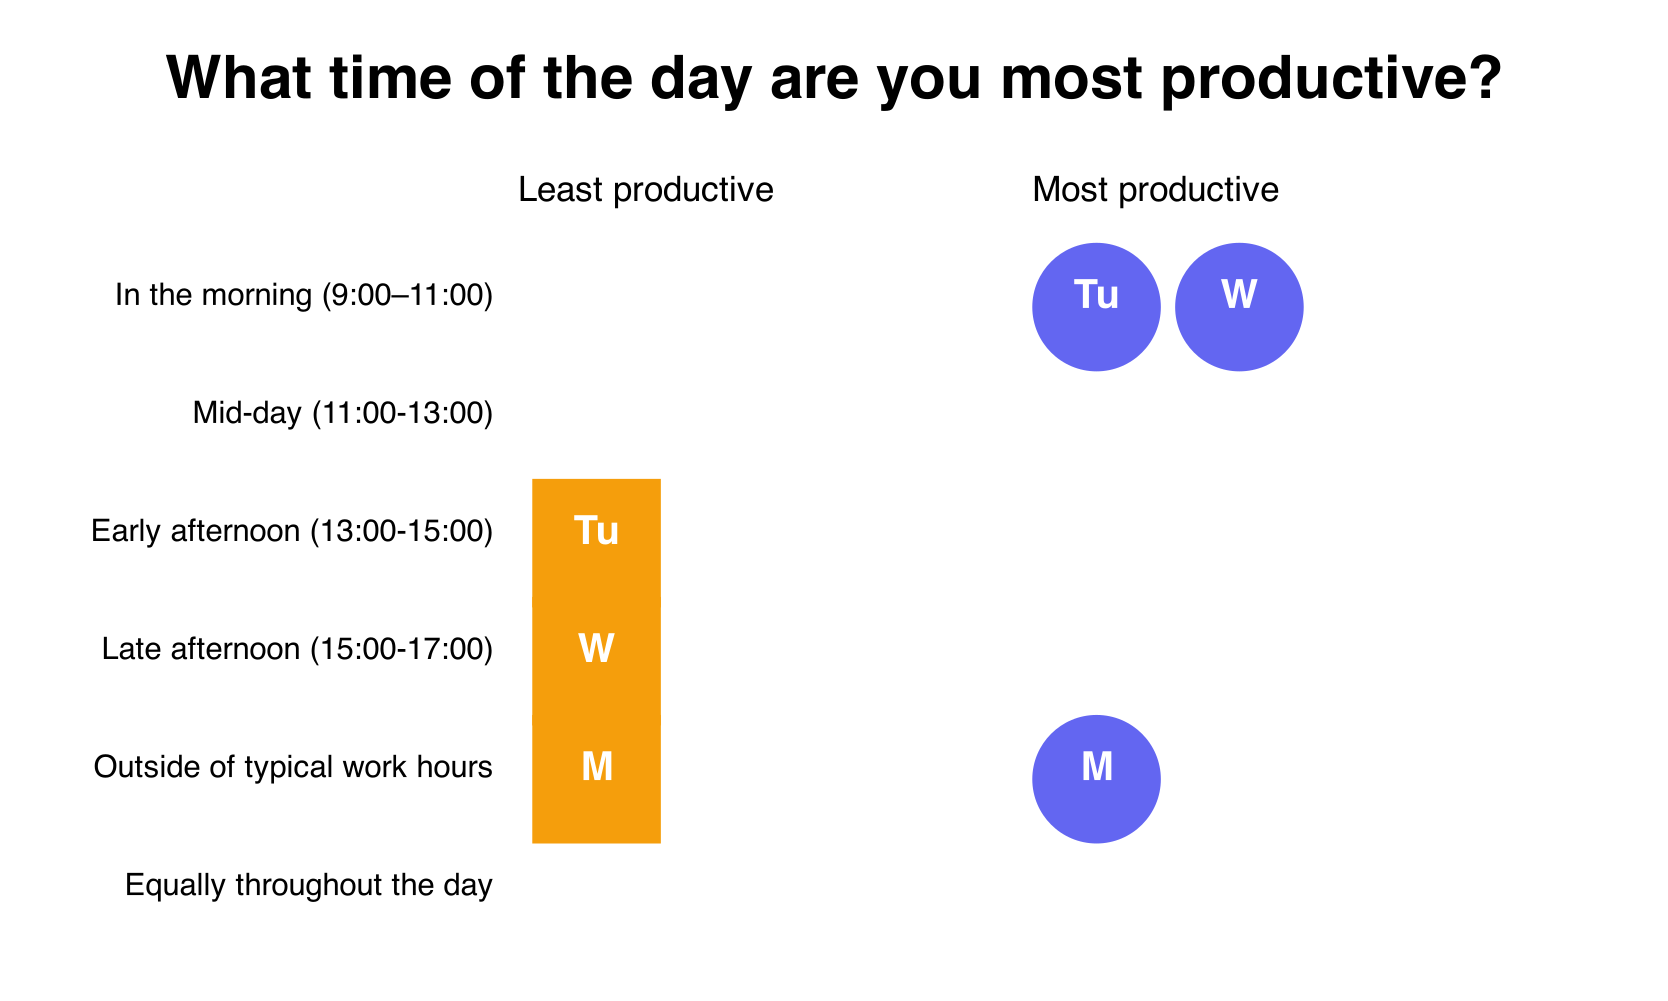 What time of the day are you most productive?
Least productive Most productive
In the morning (9:00–11:00) Tu W
Mid-day (11:00-13:00)
Early afternoon (13:00-15:00) Tu
Late afternoon (15:00-17:00) W
Outside of typical work hours M M
Equally throughout the day